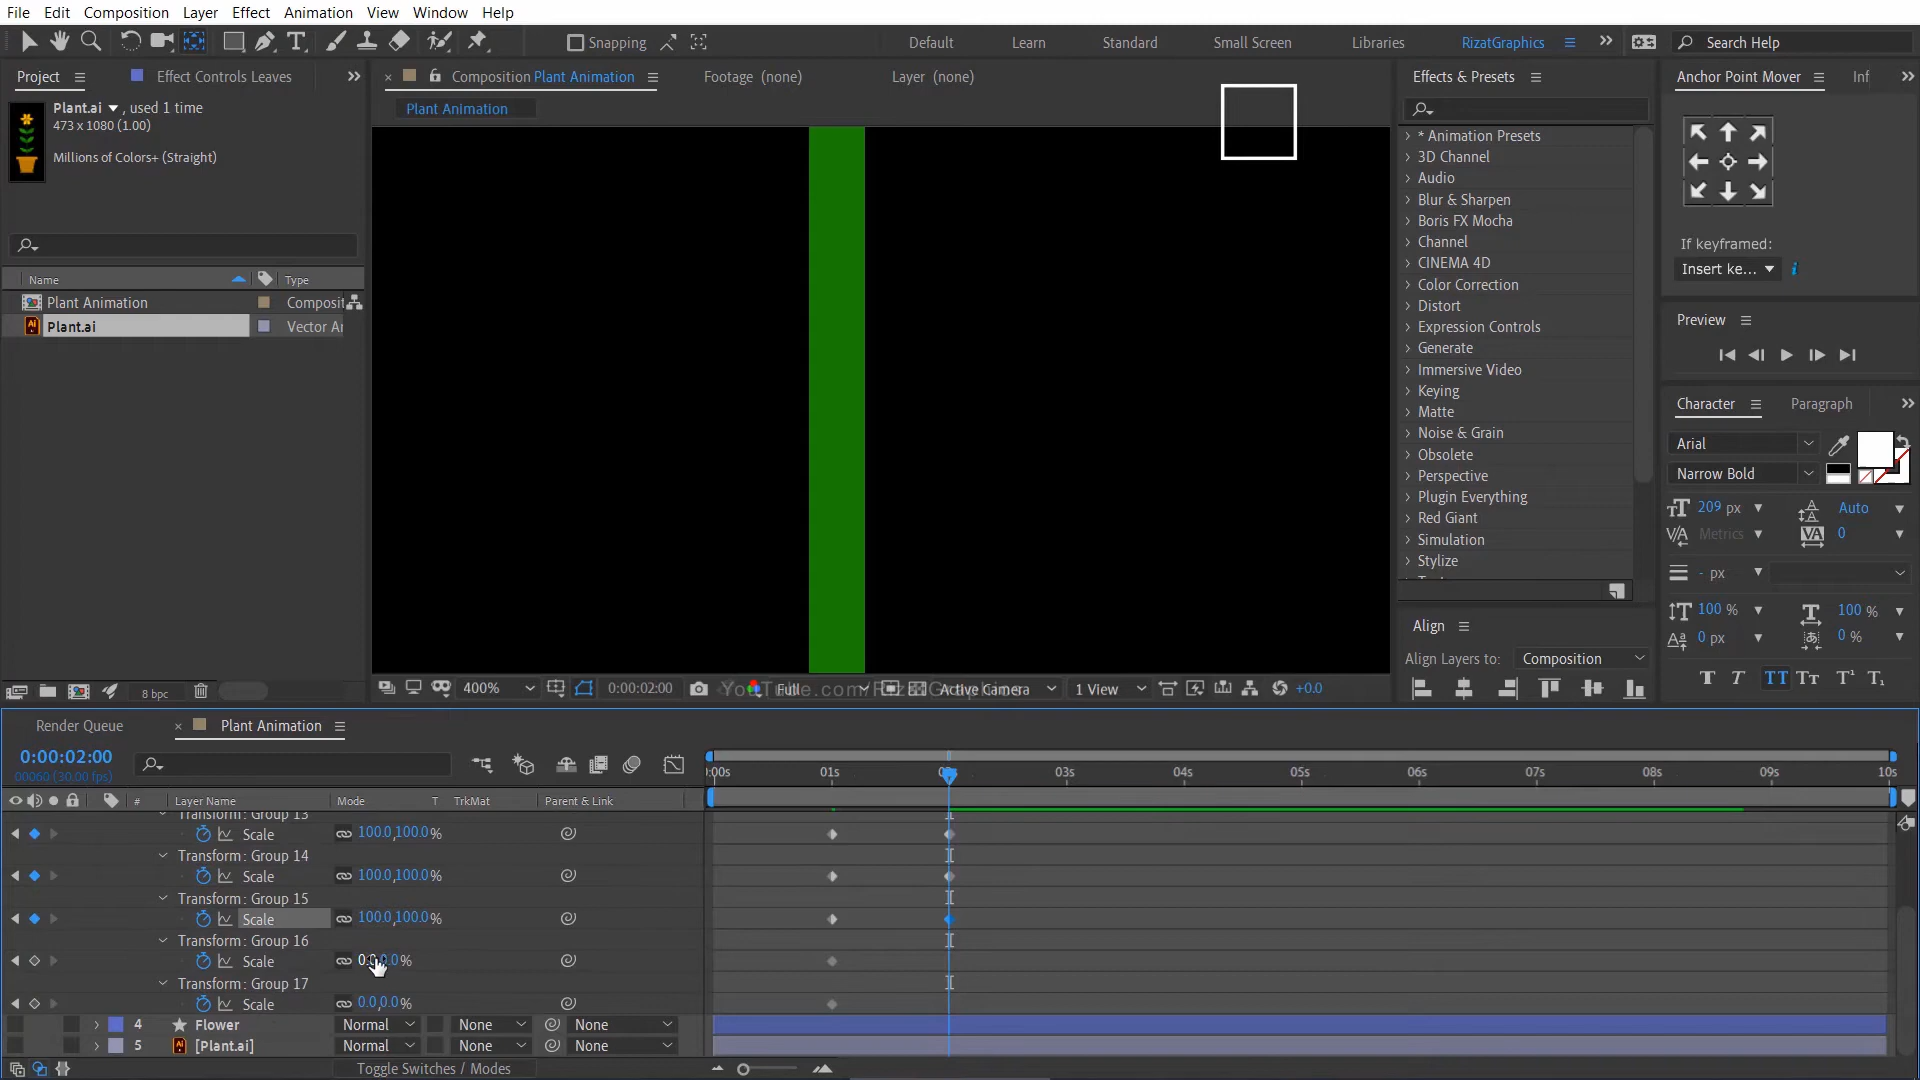 File Edit Composition Layer Effect Animation View Window Help
Snapping Default Learn Standard Small Screen Libraries RizatGraphics Search Help
Project Effect Controls Leaves
Plant.ai , used 1 time
473 x 1080 (1.00)
Millions of Colors+ (Straight)
Name Type
Plant Animation Composit
Plant.ai Vector Ar
8 bpc
Composition Plant Animation Footage (none) Layer (none)
Plant Animation
400% 0:00:02:00 Full Active Camera 1 View +0.0
Effects & Presets
* Animation Presets
3D Channel
Audio
Blur & Sharpen
Boris FX Mocha
Channel
CINEMA 4D
Color Correction
Distort
Expression Controls
Generate
Immersive Video
Keying
Matte
Noise & Grain
Obsolete
Perspective
Plugin Everything
Red Giant
Simulation
Stylize
Align
Align Layers to: Composition
Anchor Point Mover Inf
If keyframed:
Insert ke...
Preview
Character Paragraph
Arial
Narrow Bold
209 px Auto
Metrics 0
- px
100 % 100 %
0 px 0 %
Render Queue Plant Animation
0:00:02:00
00060 (30.00 fps)
:00s 01s 03s 04s 05s 06s 07s 08s 09s 10s
# Layer Name Mode T TrkMat Parent & Link
Transform: Group 13
Scale 100.0,100.0%
Transform: Group 14
Scale 100.0,100.0%
Transform: Group 15
Scale 100.0,100.0%
Transform: Group 16
Scale
Transform: Group 17
Scale 0.0,0.0%
4 Flower Normal None None
5 [Plant.ai] Normal None None
Toggle Switches / Modes